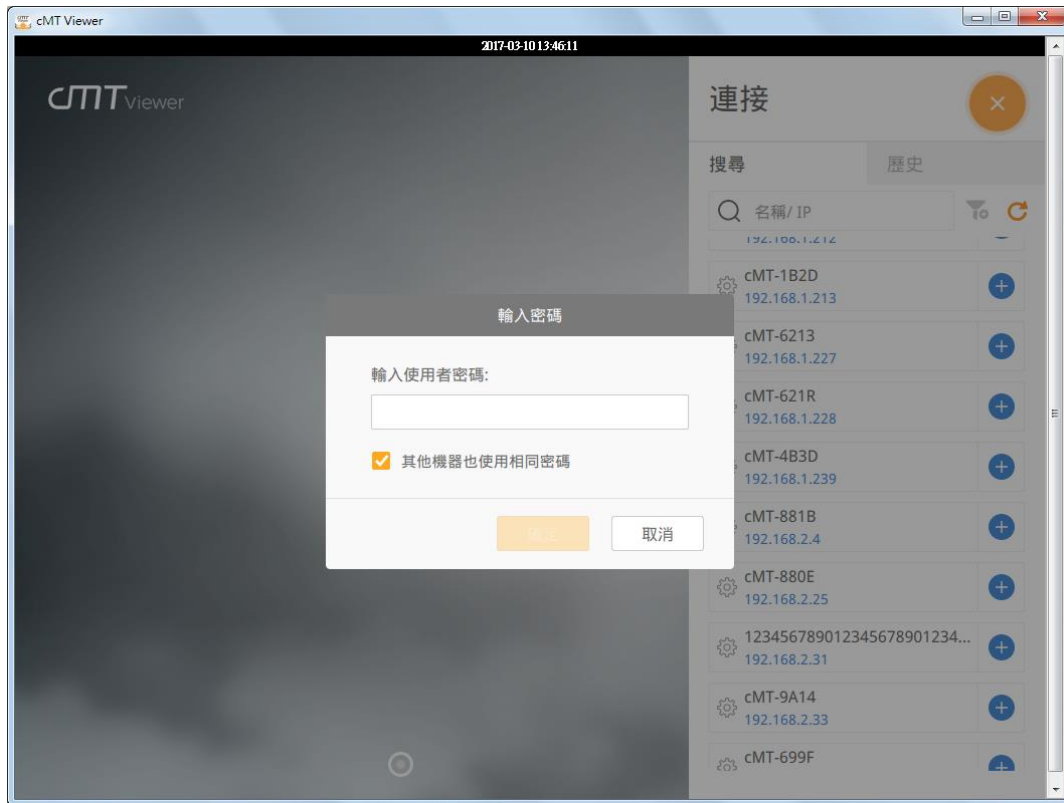 cMT Viewer
2017-03-10 13:46:11
cMT Viewer
連接
搜尋
歷史
名稱/ IP
192.168.1.212
cMT-1B2D
192.168.1.213
cMT-6213
192.168.1.227
cMT-621R
192.168.1.228
cMT-4B3D
192.168.1.239
cMT-881B
192.168.2.4
cMT-880E
192.168.2.25
123456789012345678901234...
192.168.2.31
cMT-9A14
192.168.2.33
cMT-699F
輸入密碼
輸入使用者密碼:
其他機器也使用相同密碼
確定
取消